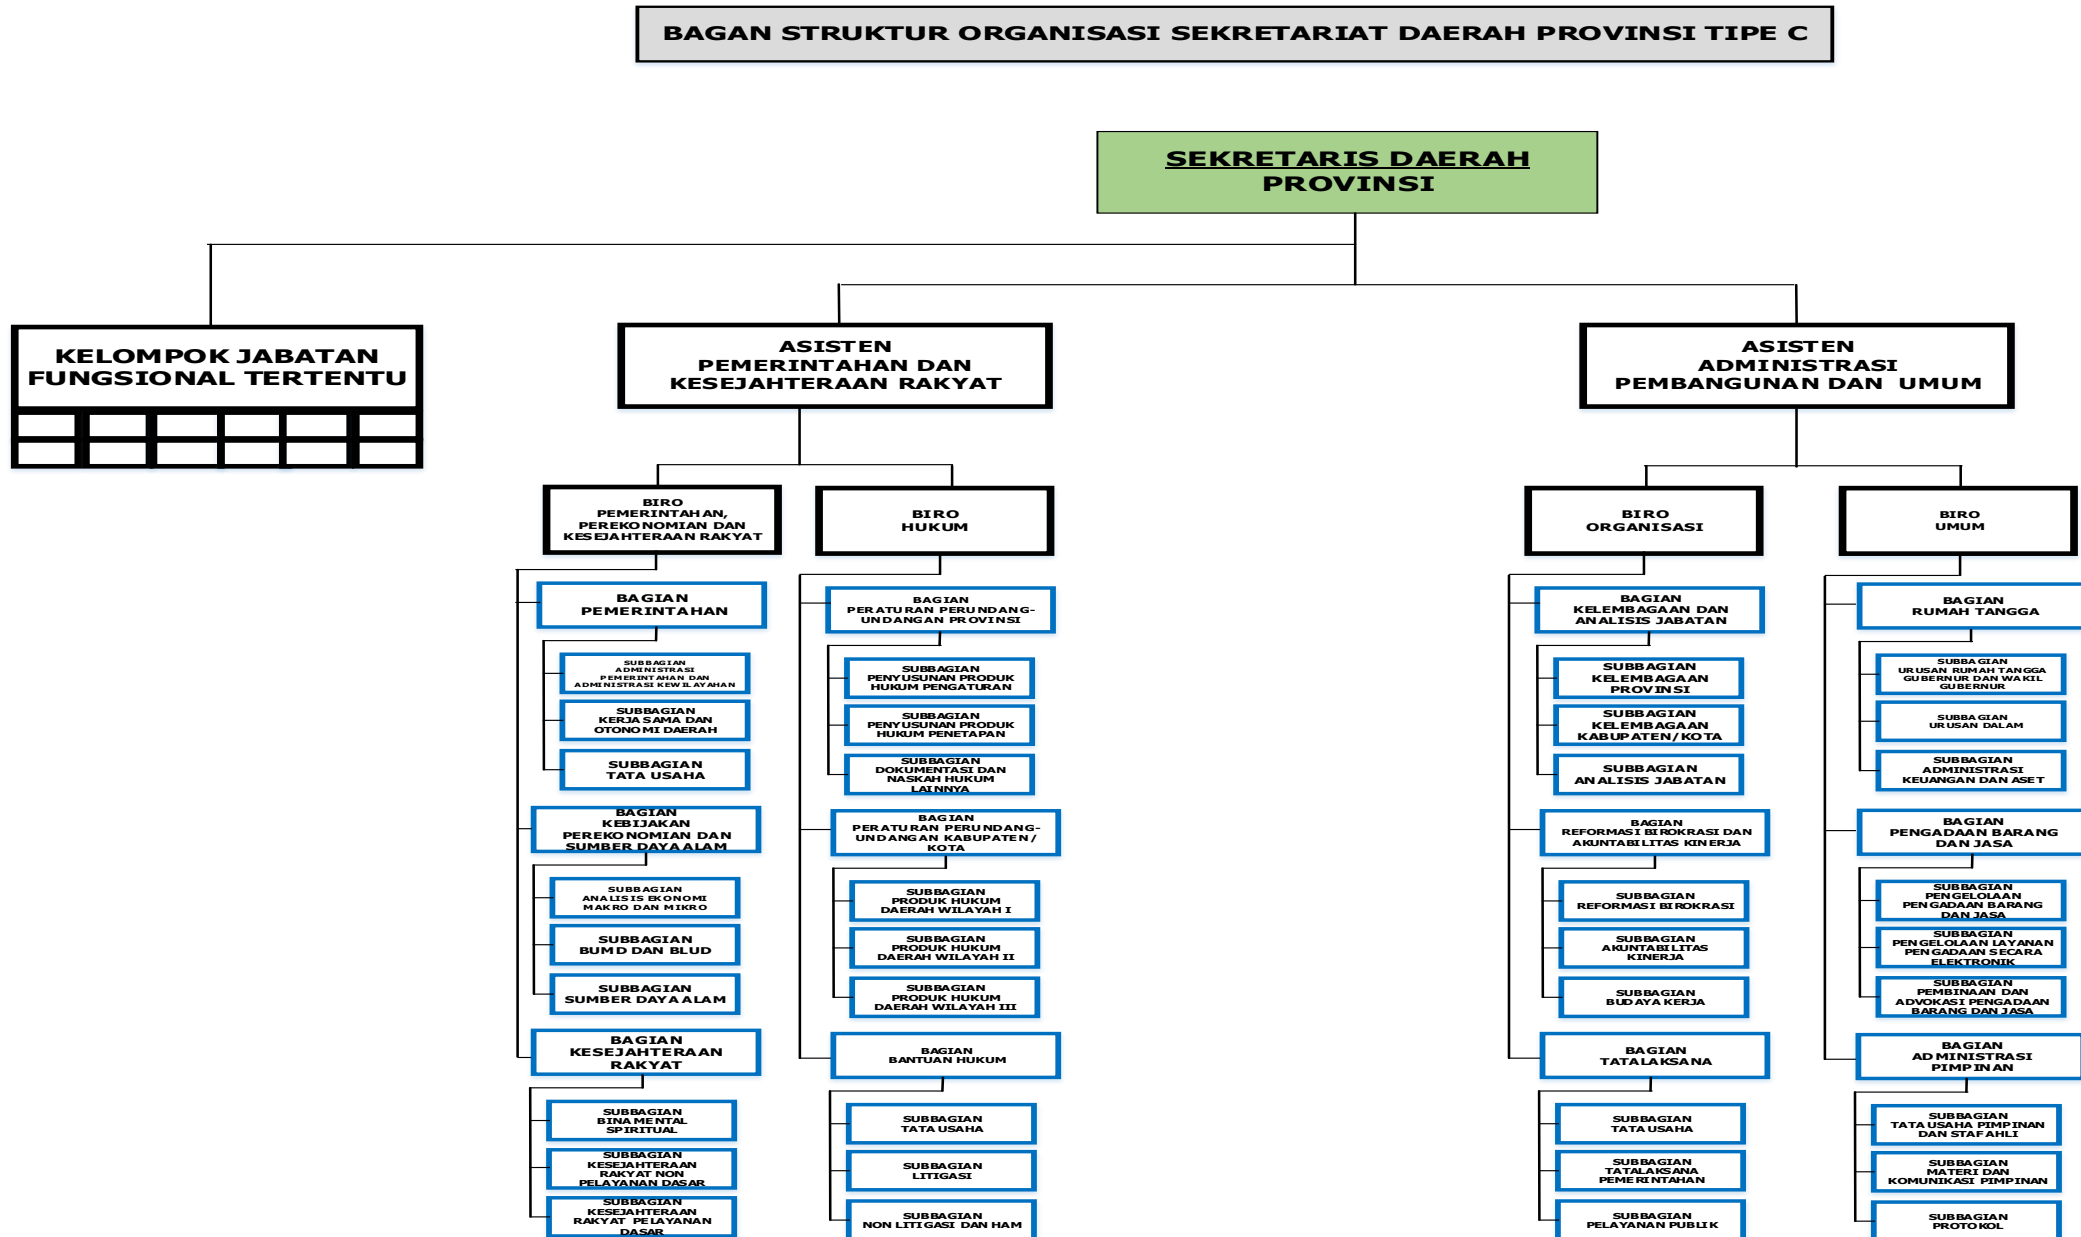 BAGAN STRUKTUR ORGANISASI SEKRETARIAT DAERAH PROVINSI TIPE C
SEKRETARIS DAERAH
PROVINSI
KELOMPOK JABATAN
FUNGSIONAL TERTENTU
ASISTEN
PEMERINTAHAN DAN
KESEJAHTERAAN RAKYAT
ASISTEN
ADMINISTRASI
PEMBANGUNAN DAN UMUM
BIRO
PEMERINTAHAN,
PEREKONOMIAN DAN
KESEJAHTERAAN RAKYAT
BAGIAN
PEMERINTAHAN
SUBBAGIAN
ADMINISTRASI
PEMERINTAHAN DAN
ADMINISTRASI KEWILAYAHAN
SUBBAGIAN
KERJASAMA DAN
OTONOMI DAERAH
SUBBAGIAN
TATA USAHA
BAGIAN
KEBIJAKAN
PEREKONOMIAN DAN
SUMBER DAYA ALAM
SUBBAGIAN
ANALISIS EKONOMI
MAKRO DAN MIKRO
SUBBAGIAN
BUMD DAN BLUD
SUBBAGIAN
SUMBER DAYA ALAM
BAGIAN
KESEJAHTERAAN
RAKYAT
SUBBAGIAN
BINA MENTAL
SPIRITUAL
SUBBAGIAN
KESEJAHTERAAN
RAKYAT NON
PELAYANAN DASAR
SUBBAGIAN
KESEJAHTERAAN
RAKYAT PELAYANAN
DASAR
BIRO
HUKUM
BAGIAN
PERATURAN PERUNDANG-
UNDANGAN PROVINSI
SUBBAGIAN
PENYUSUNAN PRODUK
HUKUM PENGATURAN
SUBBAGIAN
PENYUSUNAN PRODUK
HUKUM PENETAPAN
SUBBAGIAN
DOKUMENTASI DAN
NASKAH HUKUM
LAINNYA
BAGIAN
PERATURAN PERUNDANG-
UNDANGAN KABUPATEN/
KOTA
SUBBAGIAN
PRODUK HUKUM
DAERAH WILAYAH I
SUBBAGIAN
PRODUK HUKUM
DAERAH WILAYAH II
SUBBAGIAN
PRODUK HUKUM
DAERAH WILAYAH III
BAGIAN
BANTUAN HUKUM
SUBBAGIAN
TATA USAHA
SUBBAGIAN
LITIGASI
SUBBAGIAN
NON LITIGASI DAN HAM
BIRO
ORGANISASI
BAGIAN
KELEMBAGAAN DAN
ANALISIS JABATAN
SUBBAGIAN
KELEMBAGAAN
PROVINSI
SUBBAGIAN
KELEMBAGAAN
KABUPATEN/KOTA
SUBBAGIAN
ANALISIS JABATAN
BAGIAN
REFORMASI BIROKRASI DAN
AKUNTABILITAS KINERJA
SUBBAGIAN
REFORMASI BIROKRASI
SUBBAGIAN
AKUNTABILITAS
KINERJA
SUBBAGIAN
BUDAYA KERJA
BAGIAN
TATALAKSANA
SUBBAGIAN
TATA USAHA
SUBBAGIAN
TATALAKSANA
PEMERINTAHAN
SUBBAGIAN
PELAYANAN PUBLIK
BIRO
UMUM
BAGIAN
RUMAH TANGGA
SUBBAGIAN
URUSAN RUMAH TANGGA
GUBERNUR DAN WAKIL
GUBERNUR
SUBBAGIAN
URUSAN DALAM
SUBBAGIAN
ADMINISTRASI
KEUANGAN DAN ASET
BAGIAN
PENGADAAN BARANG
DAN JASA
SUBBAGIAN
PENGELOLAAN
PENGADAAN BARANG
DAN JASA
SUBBAGIAN
PENGELOLAAN LAYANAN
PENGADAAN SECARA
ELEKTRONIK
SUBBAGIAN
PEMBINAAN DAN
ADVOKASI PENGADAAN
BARANG DAN JASA
BAGIAN
ADMINISTRASI
PIMPINAN
SUBBAGIAN
TATA USAHA PIMPINAN
DAN STAF AHLI
SUBBAGIAN
MATERI DAN
KOMUNIKASI PIMPINAN
SUBBAGIAN
PROTOKOL